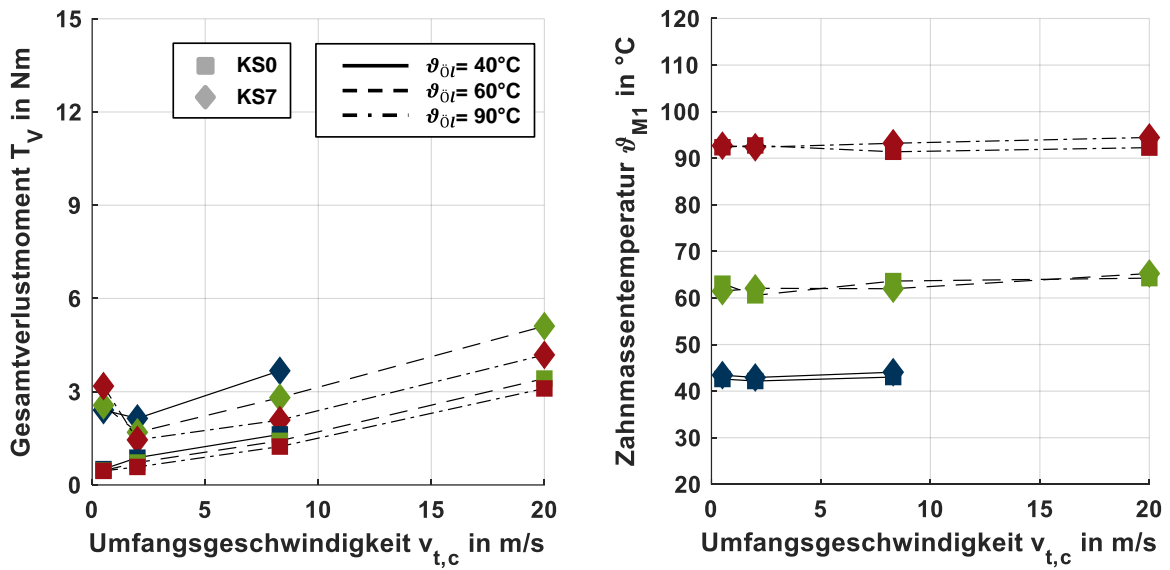 Gesamtverlustmoment T_V in Nm
15
12
9
6
3
0
0 5 10 15 20
Umfangsgeschwindigkeit v_t,c in m/s
KS0
KS7
ϑ_Öl= 40°C
ϑ_Öl= 60°C
ϑ_Öl= 90°C
Zahnmassentemperatur ϑ_M1 in °C
120
110
100
90
80
70
60
50
40
30
20
0 5 10 15 20
Umfangsgeschwindigkeit v_t,c in m/s